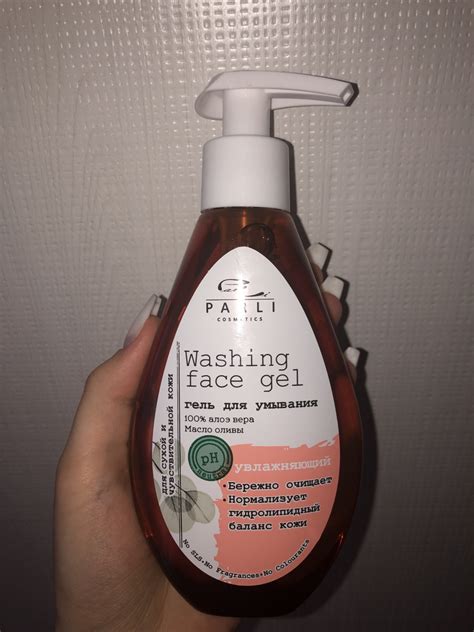 PARLI
COSMETICS
Washing
face gel
гель для умывания
100% алоэ вера
Масло оливы
для сухой и
чувствительной кожи
pH
увлажняющий
•Бережно очищает
•Нормализует
гидролипидный
баланс кожи
No SLS•No Fragrances•No Colourants